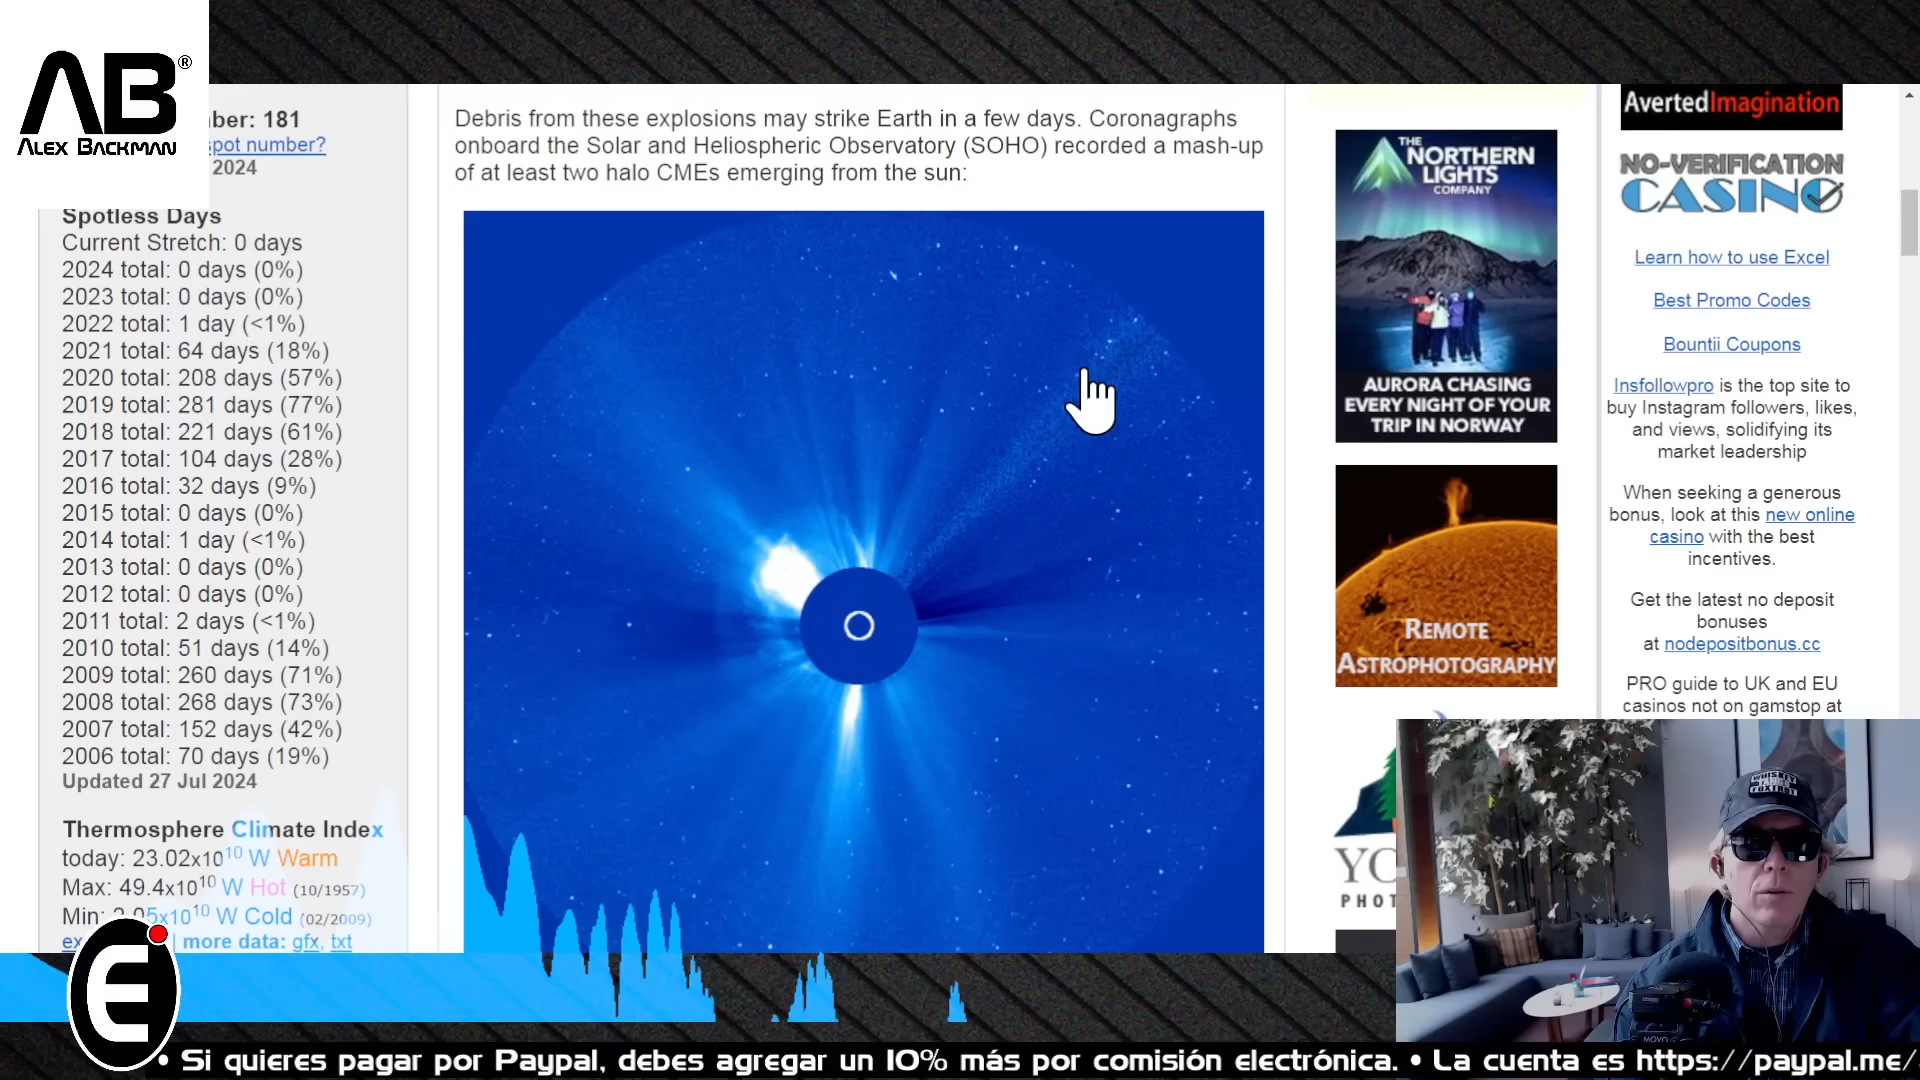 AB®
ALEX BACKMAN
ber: 181
spot number?
2024
Spotless Days
Current Stretch: 0 days
2024 total: 0 days (0%)
2023 total: 0 days (0%)
2022 total: 1 day (<1%)
2021 total: 64 days (18%)
2020 total: 208 days (57%)
2019 total: 281 days (77%)
2018 total: 221 days (61%)
2017 total: 104 days (28%)
2016 total: 32 days (9%)
2015 total: 0 days (0%)
2014 total: 1 day (<1%)
2013 total: 0 days (0%)
2012 total: 0 days (0%)
2011 total: 2 days (<1%)
2010 total: 51 days (14%)
2009 total: 260 days (71%)
2008 total: 268 days (73%)
2007 total: 152 days (42%)
2006 total: 70 days (19%)
Updated 27 Jul 2024
Thermosphere Climate Index
today: 23.02x10¹⁰ W Warm
Max: 49.4x10¹⁰ W Hot (10/1957)
Min: 2.05x10¹⁰ W Cold (02/2009)
ex | more data: gfx, txt
Debris from these explosions may strike Earth in a few days. Coronagraphs
onboard the Solar and Heliospheric Observatory (SOHO) recorded a mash-up
of at least two halo CMEs emerging from the sun:
THE
NORTHERN
LIGHTS
COMPANY
AURORA CHASING
EVERY NIGHT OF YOUR
TRIP IN NORWAY
REMOTE
ASTROPHOTOGRAPHY
YO
PHOT
AvertedImagination
NO-VERIFICATION
CASINO
Learn how to use Excel
Best Promo Codes
Bountii Coupons
Insfollowpro is the top site to
buy Instagram followers, likes,
and views, solidifying its
market leadership
When seeking a generous
bonus, look at this new online
casino with the best
incentives.
Get the latest no deposit
bonuses
at nodepositbonus.cc
PRO guide to UK and EU
casinos not on gamstop at
WHISKEY
TANGO
FOXTROT
E
• Si quieres pagar por Paypal, debes agregar un 10% más por comisión electrónica. • La cuenta es https://paypal.me/